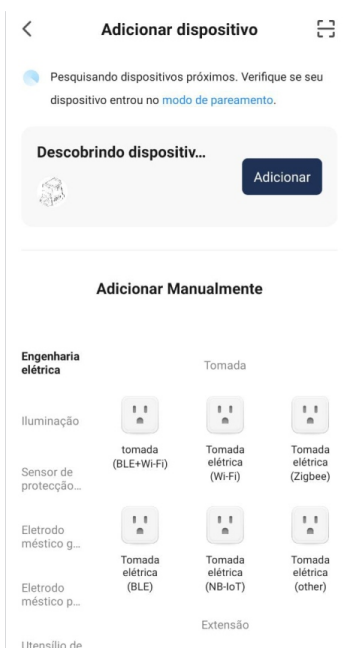 Adicionar dispositivo
Pesquisando dispositivos próximos. Verifique se seu
dispositivo entrou no modo de pareamento.
Descobrindo dispositiv...
Adicionar
Adicionar Manualmente
Engenharia
elétrica
Iluminação
Sensor de
protecção...
Eletrodo
méstico g...
Eletrodo
méstico p...
Utensílio de
Tomada
tomada
(BLE+Wi-Fi)
Tomada
elétrica
(Wi-Fi)
Tomada
elétrica
(Zigbee)
Tomada
elétrica
(BLE)
Tomada
elétrica
(NB-IoT)
Tomada
elétrica
(other)
Extensão